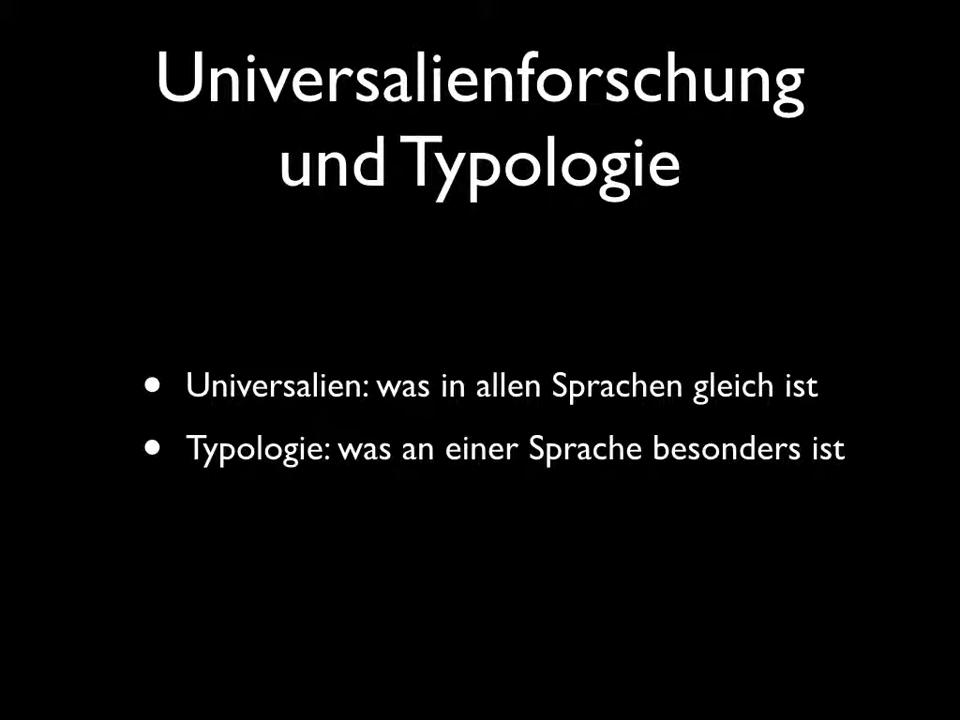 Universalienforschung
und Typologie
• Universalien: was in allen Sprachen gleich ist
• Typologie: was an einer Sprache besonders ist